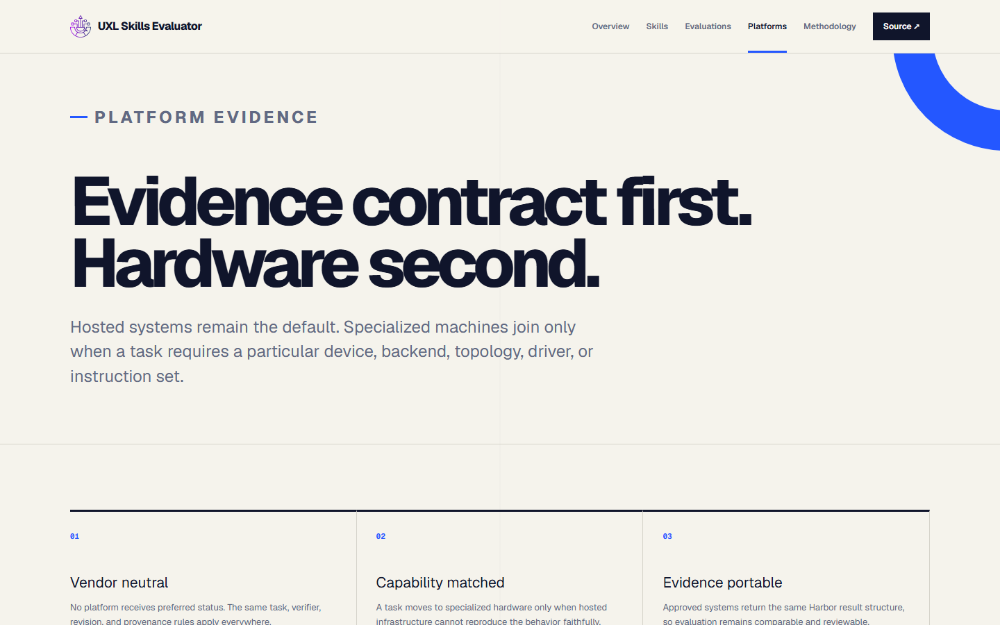 UXL Skills Evaluator
Overview
Skills
Evaluations
Platforms
Methodology
Source ↗
PLATFORM EVIDENCE
Evidence contract first.
Hardware second.
Hosted systems remain the default. Specialized machines join only
when a task requires a particular device, backend, topology, driver, or
instruction set.
01
Vendor neutral
No platform receives preferred status. The same task, verifier,
revision, and provenance rules apply everywhere.
02
Capability matched
A task moves to specialized hardware only when hosted
infrastructure cannot reproduce the behavior faithfully.
03
Evidence portable
Approved systems return the same Harbor result structure,
so evaluation remains comparable and reviewable.